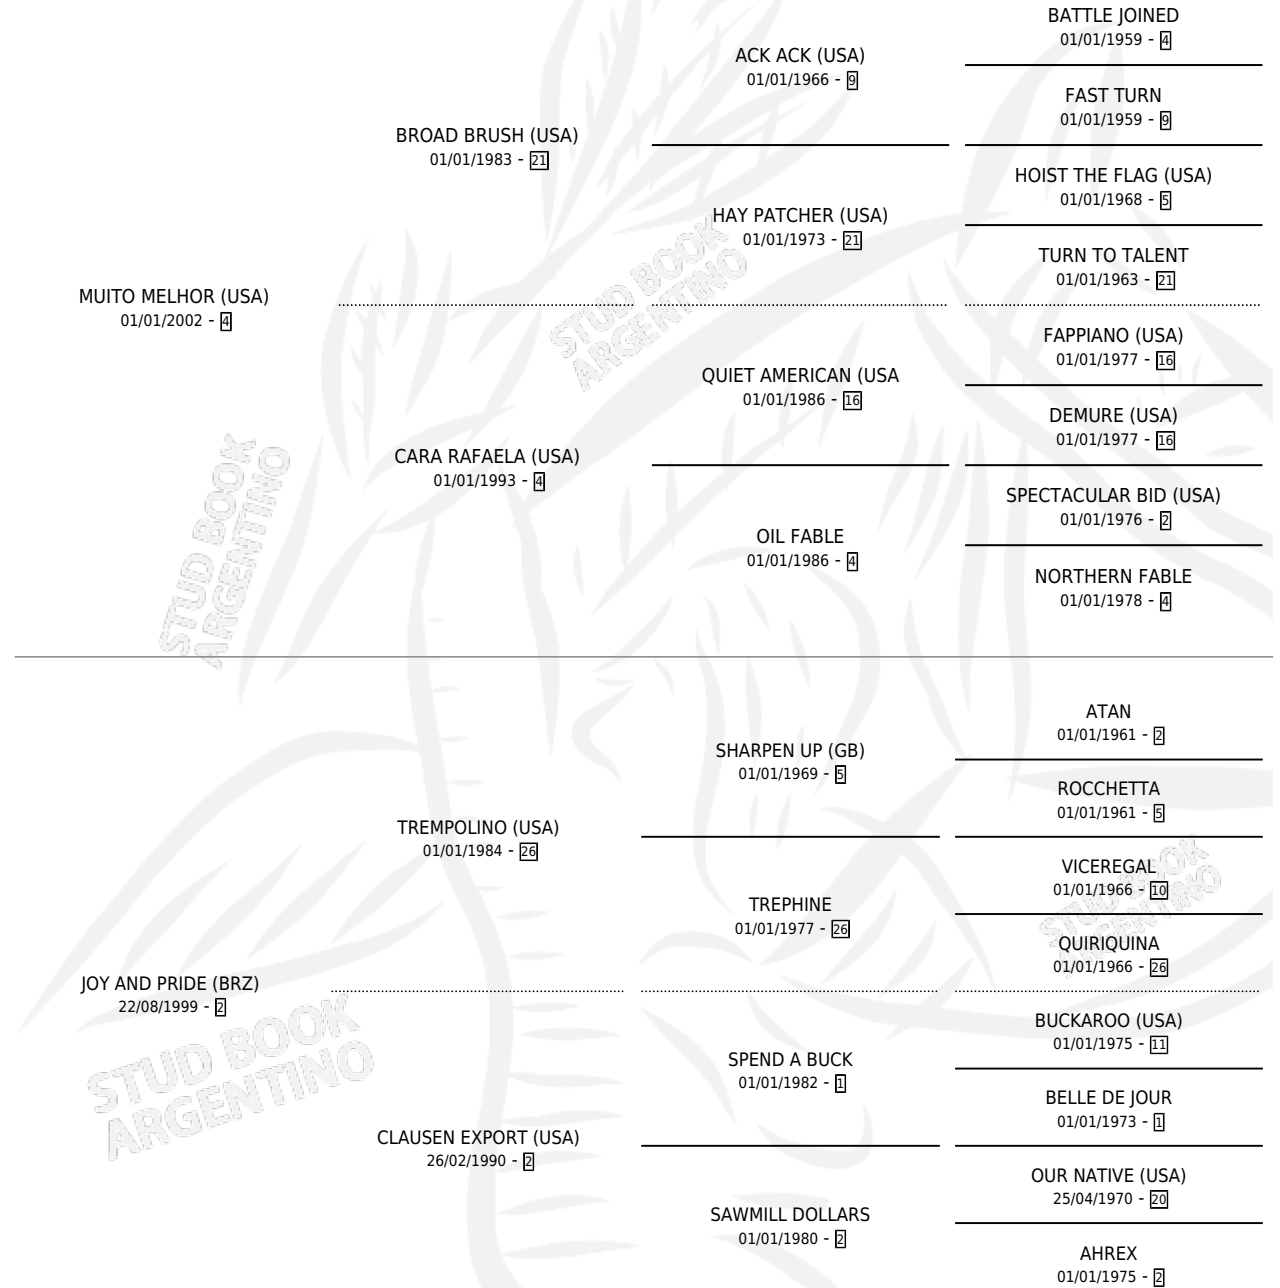 BATTLE JOINED
01/01/1959 - 4
ACK ACK (USA)
01/01/1966 - 9
FAST TURN
01/01/1959 - 9
BROAD BRUSH (USA)
01/01/1983 - 21
HOIST THE FLAG (USA)
01/01/1968 - 5
HAY PATCHER (USA)
01/01/1973 - 21
TURN TO TALENT
01/01/1963 - 21
MUITO MELHOR (USA)
01/01/2002 - 4
FAPPIANO (USA)
01/01/1977 - 16
QUIET AMERICAN (USA
01/01/1986 - 16
DEMURE (USA)
01/01/1977 - 16
CARA RAFAELA (USA)
01/01/1993 - 4
SPECTACULAR BID (USA)
01/01/1976 - 2
OIL FABLE
01/01/1986 - 4
NORTHERN FABLE
01/01/1978 - 4
STUD BOOK
ARGENTINO
STUD BOOK
ARGENTINO
ATAN
01/01/1961 - 2
SHARPEN UP (GB)
01/01/1969 - 5
ROCCHETTA
01/01/1961 - 5
TREMPOLINO (USA)
01/01/1984 - 26
VICEREGAL
01/01/1966 - 10
TREPHINE
01/01/1977 - 26
QUIRIQUINA
01/01/1966 - 26
STUD BOOK
ARGENTINO
JOY AND PRIDE (BRZ)
22/08/1999 - 2
BUCKAROO (USA)
01/01/1975 - 11
SPEND A BUCK
01/01/1982 - 1
BELLE DE JOUR
01/01/1973 - 1
STUD BOOK
ARGENTINO
CLAUSEN EXPORT (USA)
26/02/1990 - 2
OUR NATIVE (USA)
25/04/1970 - 20
SAWMILL DOLLARS
01/01/1980 - 2
AHREX
01/01/1975 - 2